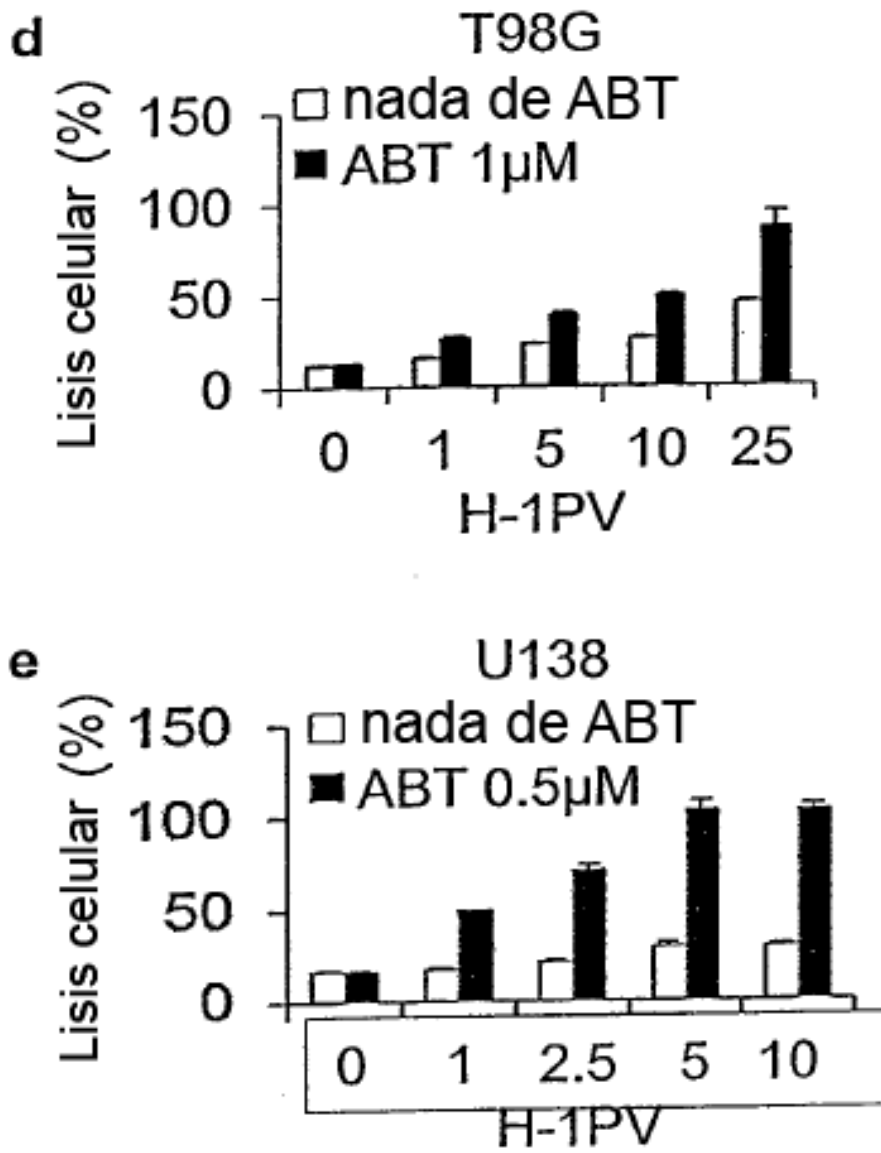 d
T98G
nada de ABT
ABT 1µM
Lisis celular (%)
150
100
50
0
0 1 5 10 25
H-1PV
e
U138
nada de ABT
ABT 0.5µM
Lisis celular (%)
150
100
50
0
0 1 2.5 5 10
H-1PV